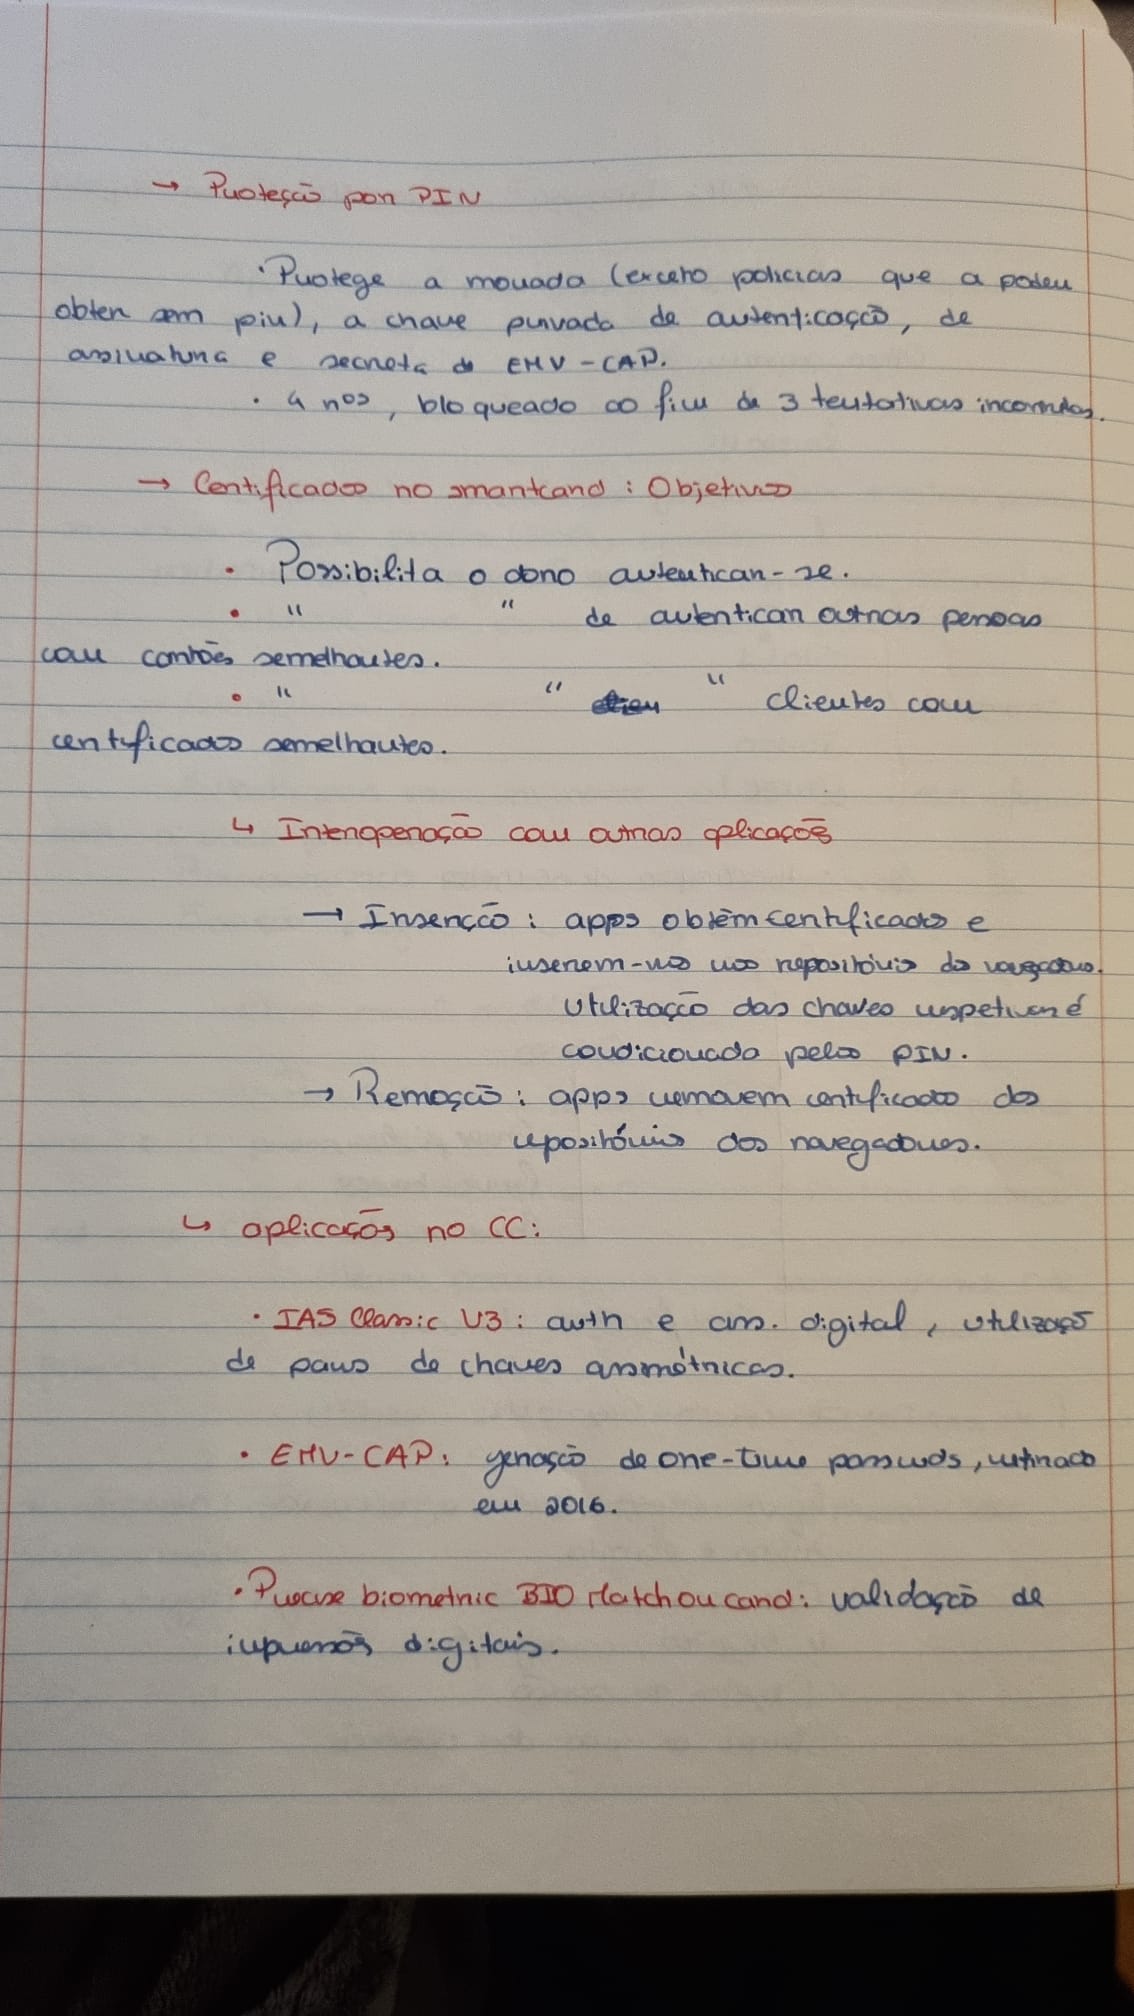 → Proteção por PIN
• Protege a morada (exceto policias que a podem
obter sem pin), a chave privada de autenticação, de
assinatura e secreta do EMV-CAP.
• 4 nos, bloqueado ao fim de 3 tentativas incorretas.
→ Certificados no smartcard : Objetivos
• Possibilita o dono autenticar-se.
• " " de autenticar outras pessoas
com cartões semelhantes.
• " " " clientes com
certificados semelhantes.
↳ Interoperação com outras aplicações
→ Inserção : apps obtêm certificados e
inserem-nos nos repositórios dos navegadores.
Utilização das chaves respetivas é
condicionada pelos PIN.
→ Remoção : apps removem certificados dos
repositórios dos navegadores.
↳ aplicações no CC:
• IAS Classic V3 : auth e ass. digital, utilização
de pares de chaves assimétricas.
• EMV-CAP: geração de one-time passwds, retirado
em 2016.
• Precise biometric BIO Match on card : validação de
impressões digitais.